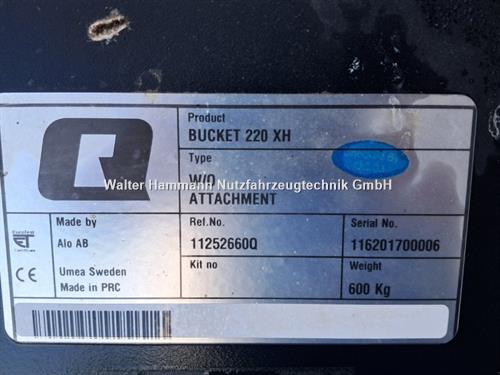 Product
BUCKET 220 XH
Type
W/O
ATTACHMENT
Walter Hammann Nutzfahrzeugtechnik GmbH
Made by
Alo AB
Ref.No.
11252660Q
Serial No.
116201700006
Umea Sweden
Made in PRC
Kit no
Weight
600 Kg
CE